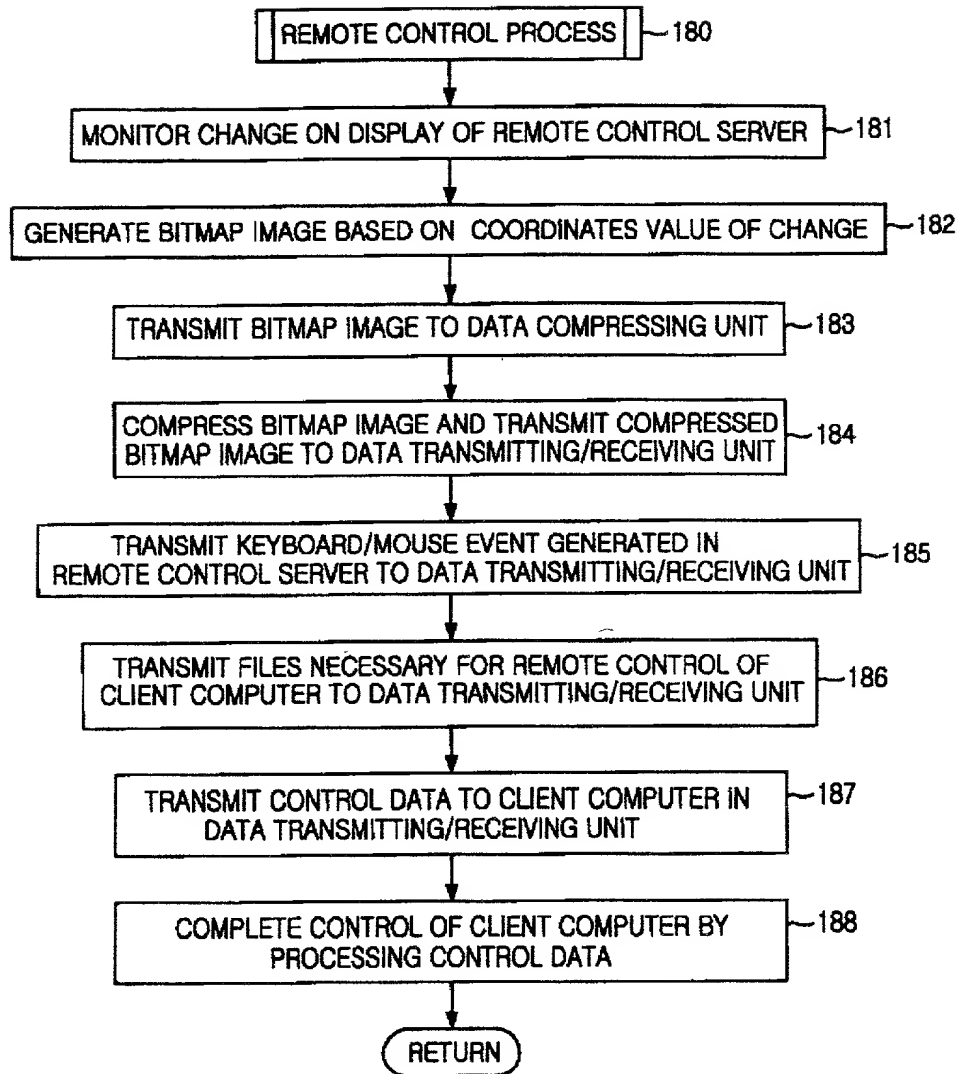 REMOTE CONTROL PROCESS 180
MONITOR CHANGE ON DISPLAY OF REMOTE CONTROL SERVER 181
GENERATE BITMAP IMAGE BASED ON COORDINATES VALUE OF CHANGE 182
TRANSMIT BITMAP IMAGE TO DATA COMPRESSING UNIT 183
COMPRESS BITMAP IMAGE AND TRANSMIT COMPRESSED
BITMAP IMAGE TO DATA TRANSMITTING/RECEIVING UNIT 184
TRANSMIT KEYBOARD/MOUSE EVENT GENERATED IN
REMOTE CONTROL SERVER TO DATA TRANSMITTING/RECEIVING UNIT 185
TRANSMIT FILES NECESSARY FOR REMOTE CONTROL OF
CLIENT COMPUTER TO DATA TRANSMITTING/RECEIVING UNIT 186
TRANSMIT CONTROL DATA TO CLIENT COMPUTER IN 187
DATA TRANSMITTING/RECEIVING UNIT
COMPLETE CONTROL OF CLIENT COMPUTER BY 188
PROCESSING CONTROL DATA
RETURN